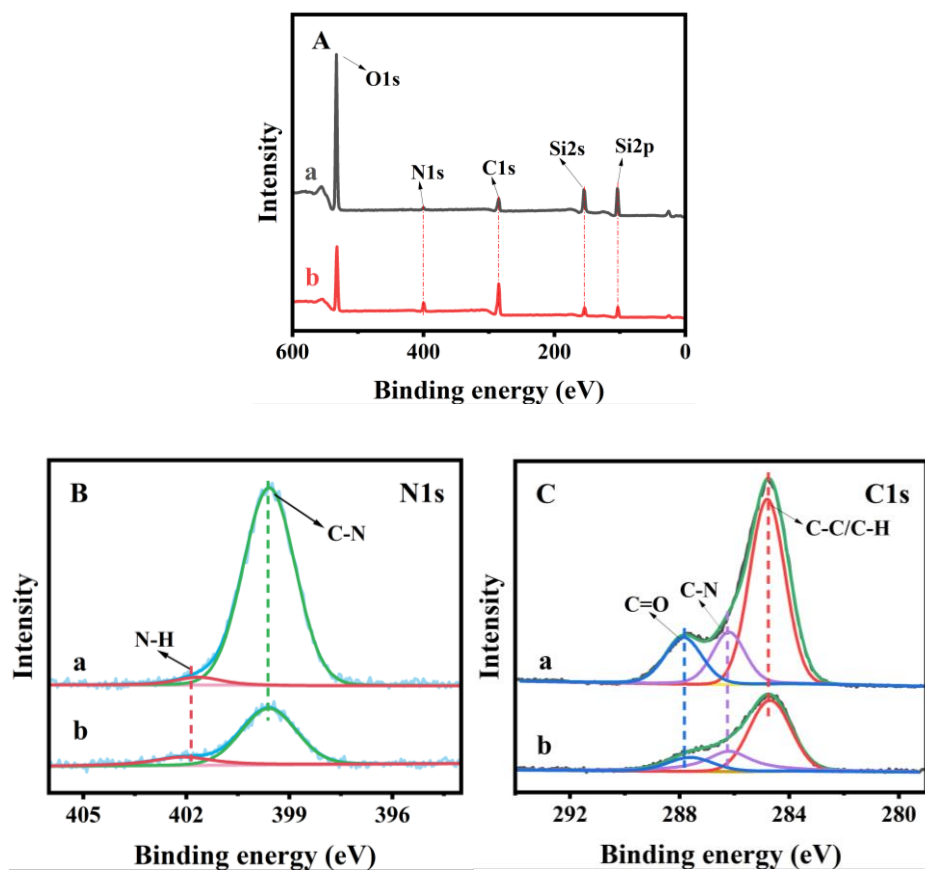 A
O1s
a
N1s
C1s
Si2s
Si2p
b
Intensity
600
400
200
0
Binding energy (eV)
B
N1s
C-N
N-H
a
b
Intensity
405
402
399
396
Binding energy (eV)
C
C1s
C-C/C-H
C-N
C=O
a
b
Intensity
292
288
284
280
Binding energy (eV)